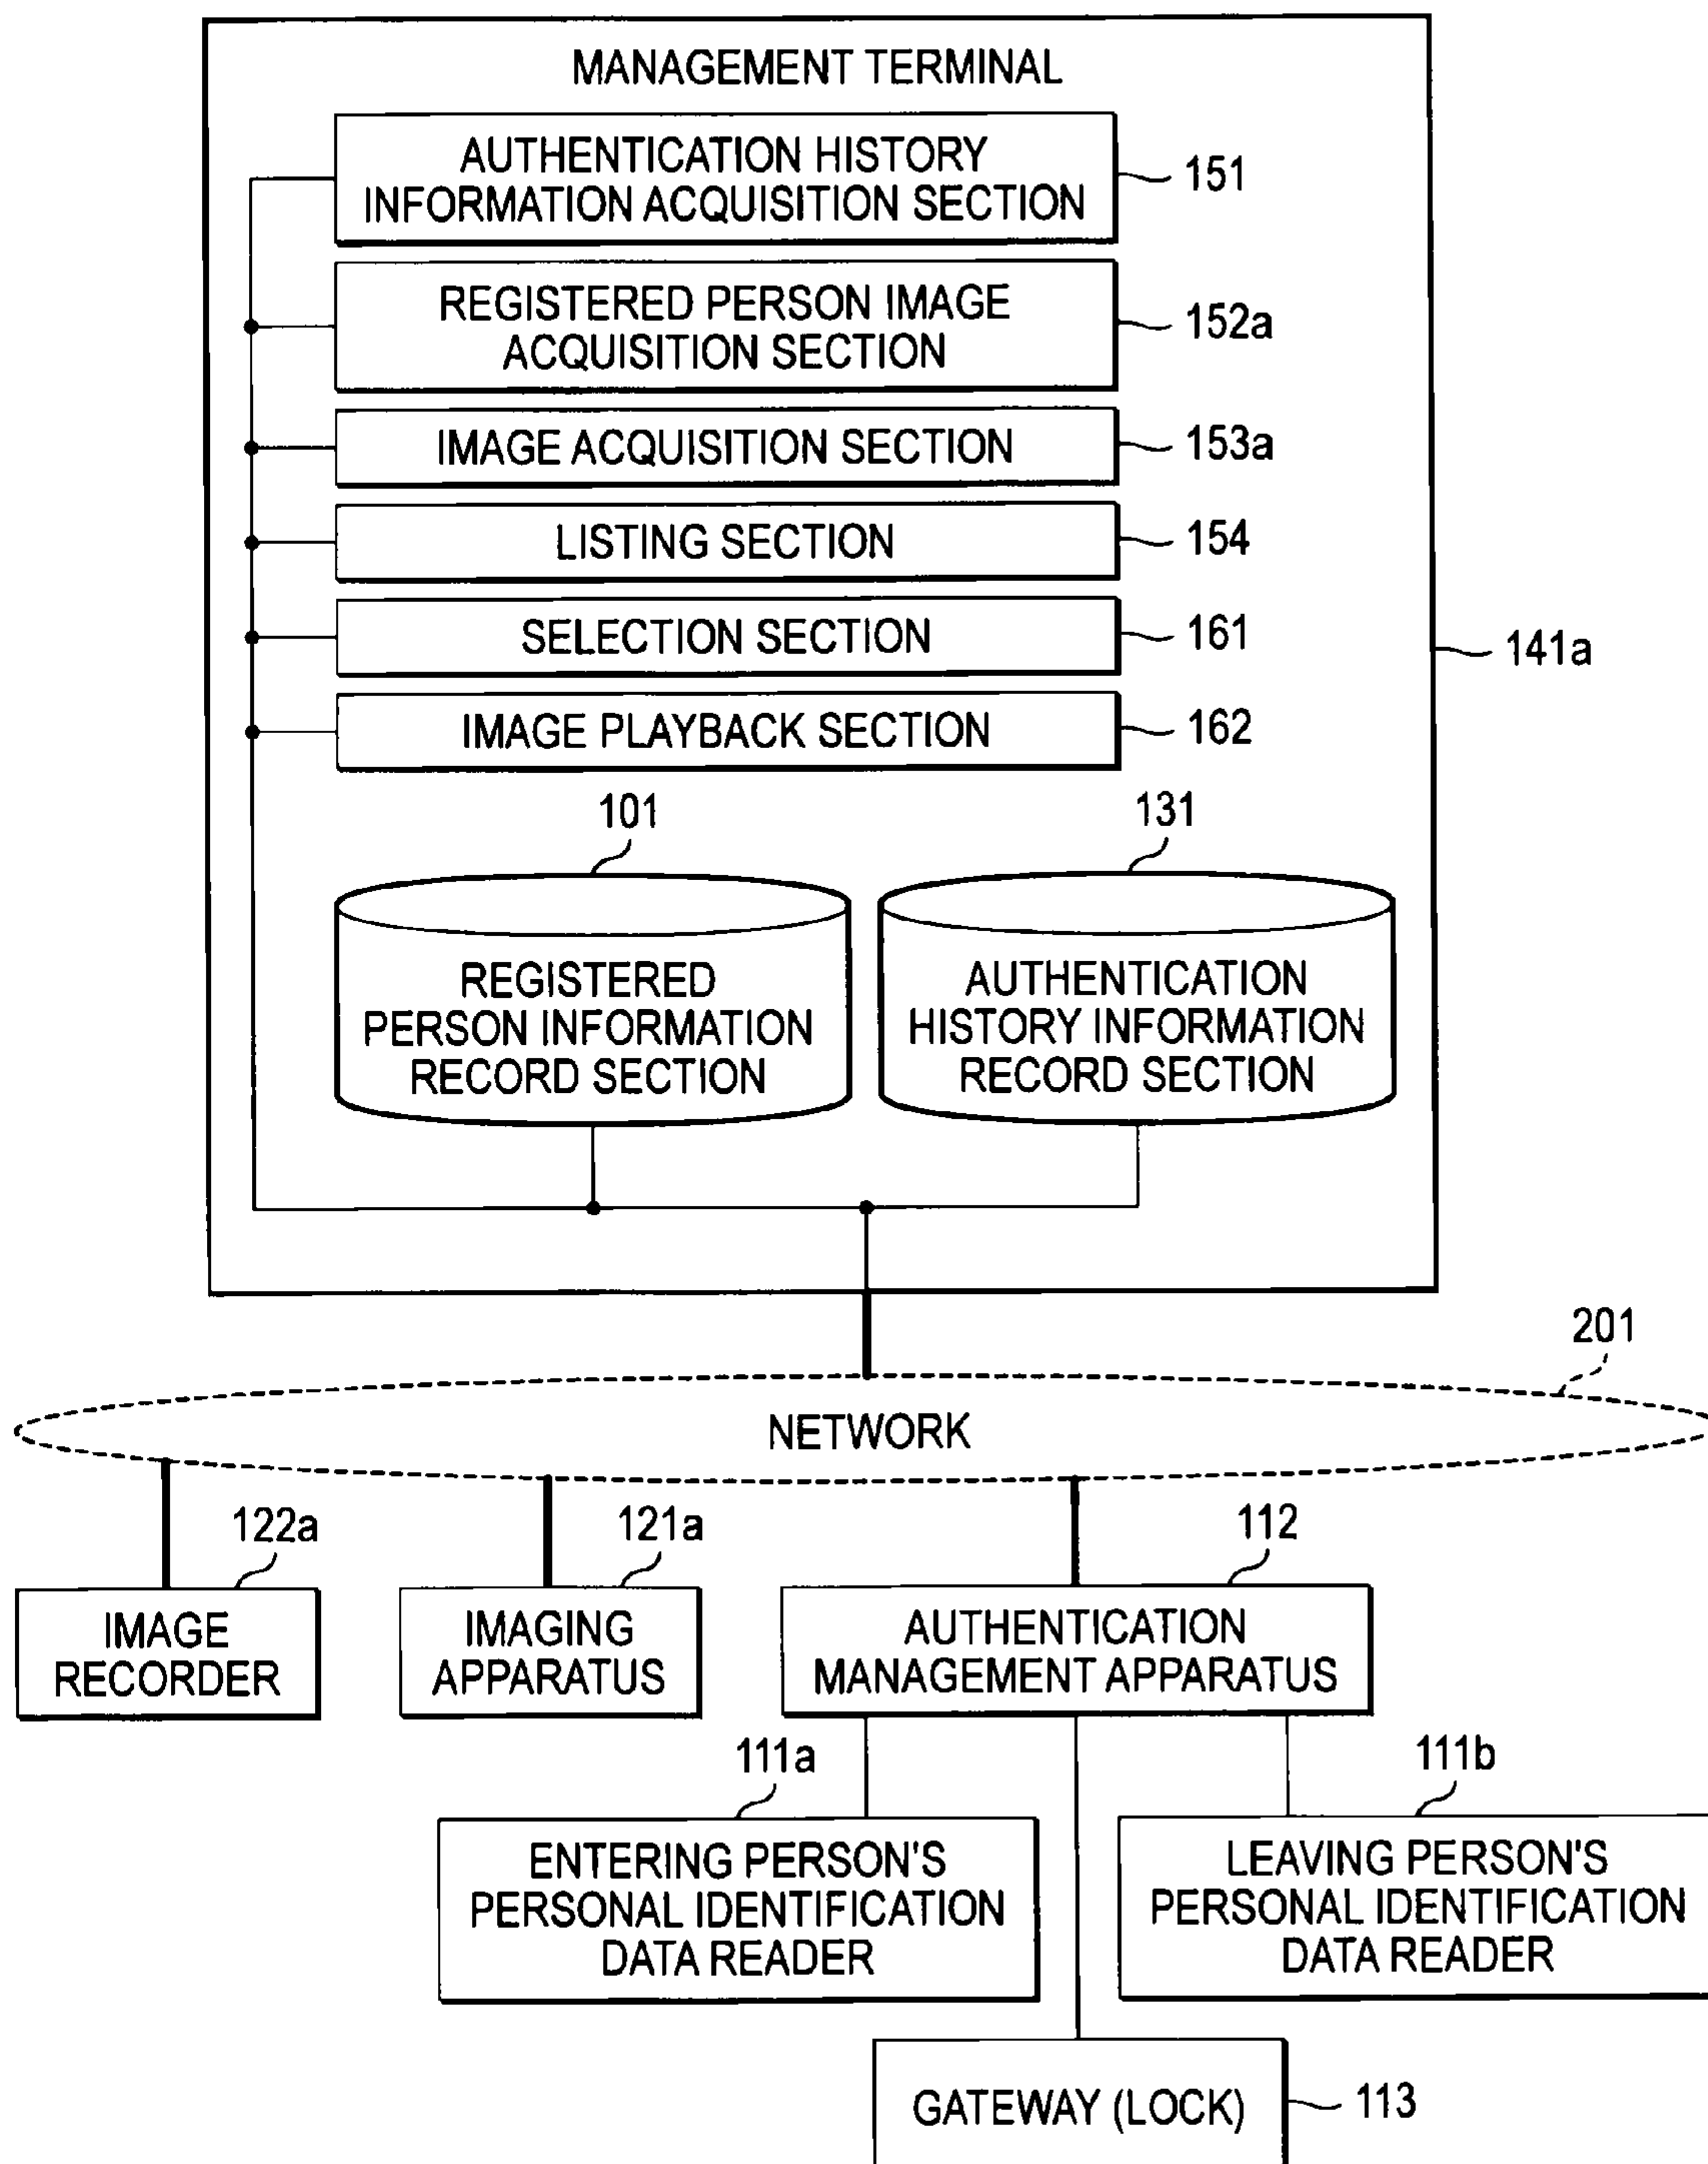 MANAGEMENT TERMINAL
AUTHENTICATION HISTORY
INFORMATION ACQUISITION SECTION
151
REGISTERED PERSON IMAGE
ACQUISITION SECTION
152a
IMAGE ACQUISITION SECTION
153a
LISTING SECTION
154
SELECTION SECTION
161
141a
IMAGE PLAYBACK SECTION
162
101
131
REGISTERED
PERSON INFORMATION
RECORD SECTION
AUTHENTICATION
HISTORY INFORMATION
RECORD SECTION
201
NETWORK
122a
121a
112
IMAGE
RECORDER
IMAGING
APPARATUS
AUTHENTICATION
MANAGEMENT APPARATUS
111a
111b
ENTERING PERSON'S
PERSONAL IDENTIFICATION
DATA READER
LEAVING PERSON'S
PERSONAL IDENTIFICATION
DATA READER
GATEWAY (LOCK)
113